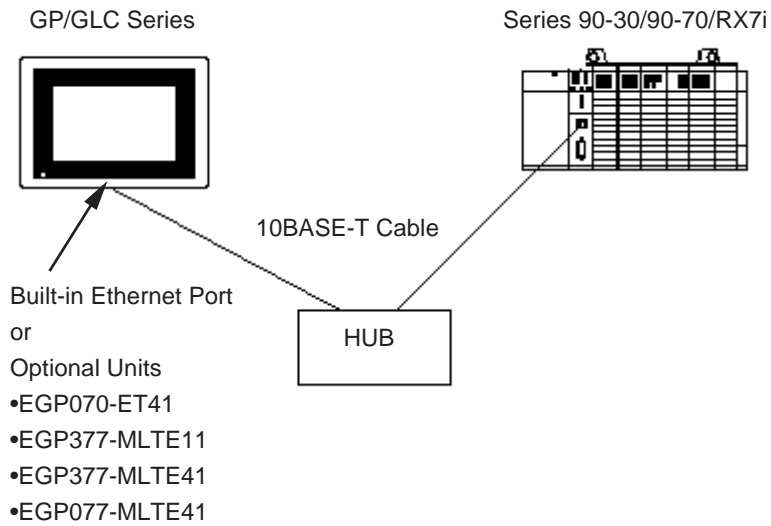 GP/GLC Series
Series 90-30/90-70/RX7i
10BASE-T Cable
Built-in Ethernet Port
or
Optional Units
•EGP070-ET41
•EGP377-MLTE11
•EGP377-MLTE41
•EGP077-MLTE41
HUB